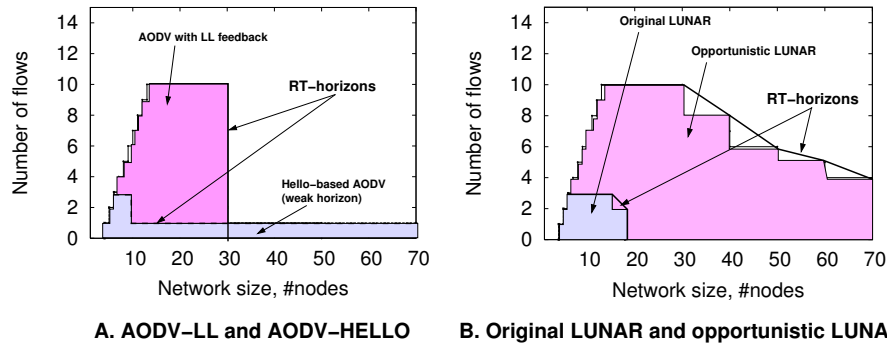 14
12
10
8
6
4
2
0
Number of flows
AODV with LL feedback
RT-horizons
Hello-based AODV
(weak horizon)
10 20 30 40 50 60 70
Network size, #nodes
A. AODV-LL and AODV-HELLO
14
12
10
8
6
4
2
0
Number of flows
Original LUNAR
Opportunistic LUNAR
RT-horizons
10 20 30 40 50 60 70
Network size, #nodes
B. Original LUNAR and opportunistic LUNA